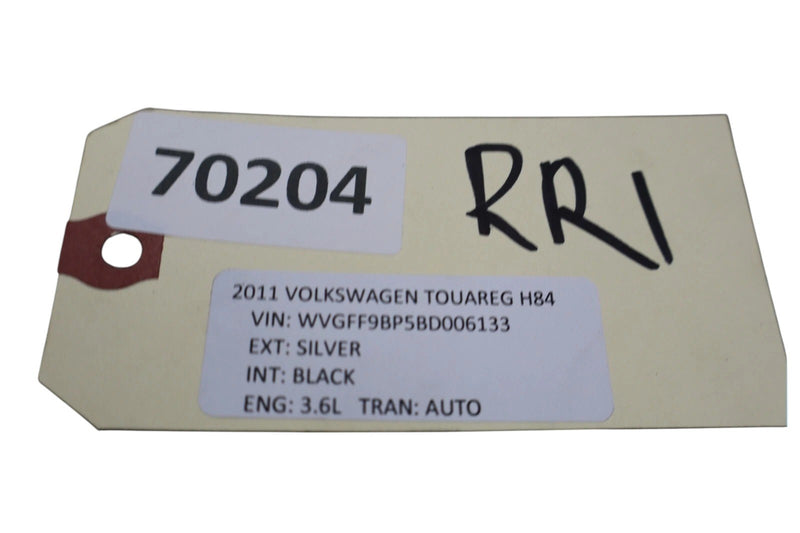 70204
RR1
2011 VOLKSWAGEN TOUAREG H84
VIN: WVGFF9BP5BD006133
EXT: SILVER
INT: BLACK
ENG: 3.6L TRAN: AUTO